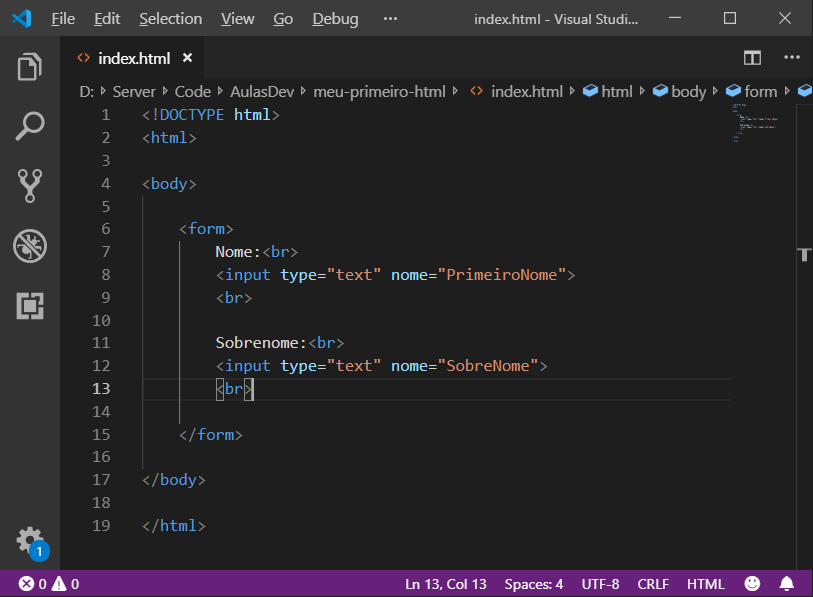 File Edit Selection View Go Debug ··· index.html - Visual Studi...
<> index.html ×
D: > Server > Code > AulasDev > meu-primeiro-html > <> index.html > html > body > form >
1 <!DOCTYPE html>
2 <html>
3
4 <body>
5
6 <form>
7 Nome:<br>
8 <input type="text" nome="PrimeiroNome">
9 <br>
10
11 Sobrenome:<br>
12 <input type="text" nome="SobreNome">
13 <br>
14
15 </form>
16
17 </body>
18
19 </html>
1
0 0 Ln 13, Col 13 Spaces: 4 UTF-8 CRLF HTML